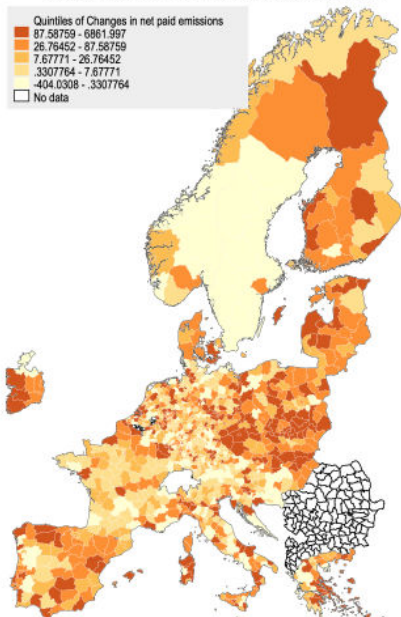 Quintiles of Changes in net paid emissions
87.58759 - 6861.997
26.76452 - 87.58759
7.67771 - 26.76452
.3307764 - 7.67771
-404.0308 - .3307764
No data